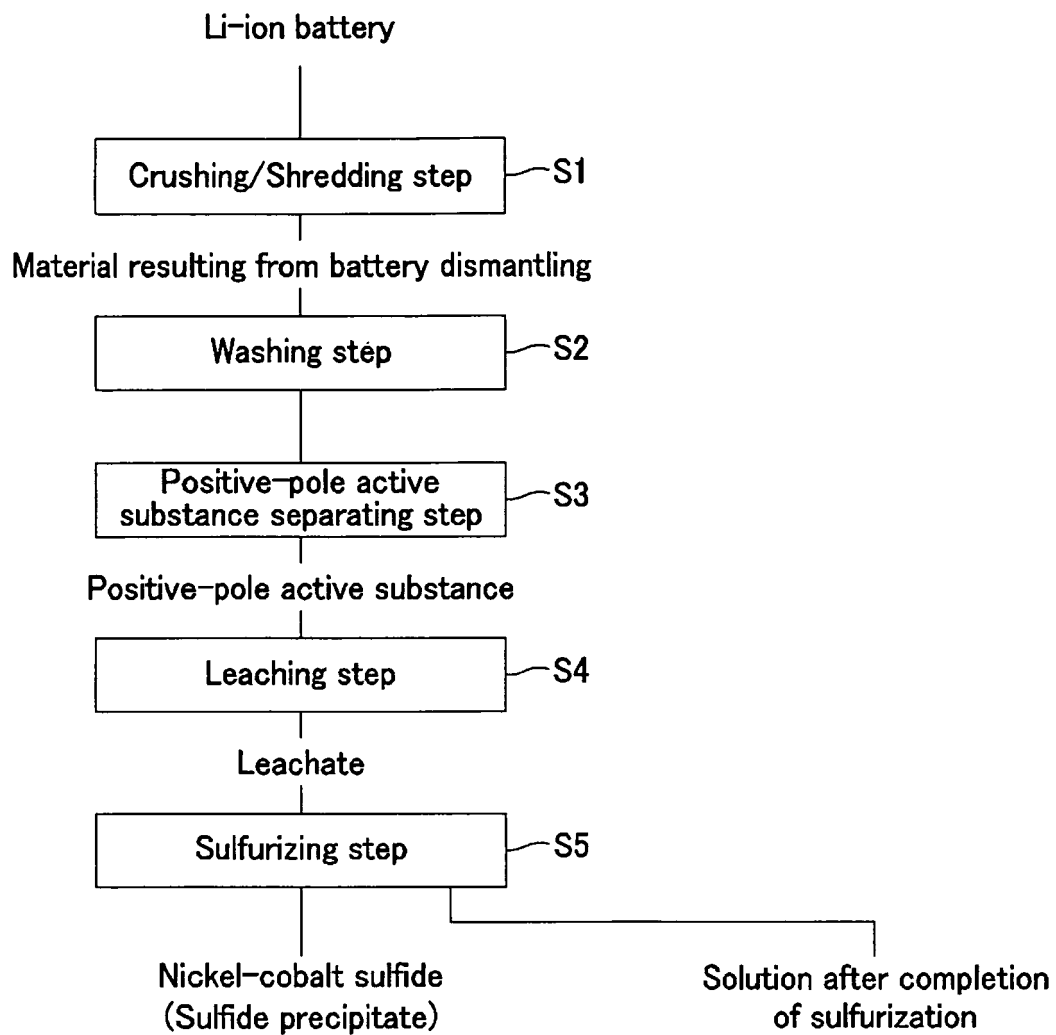 Li-ion battery
Crushing/Shredding step
S1
Material resulting from battery dismantling
Washing step
S2
Positive-pole active
substance separating step
S3
Positive-pole active substance
Leaching step
S4
Leachate
Sulfurizing step
S5
Nickel-cobalt sulfide
(Sulfide precipitate)
Solution after completion
of sulfurization